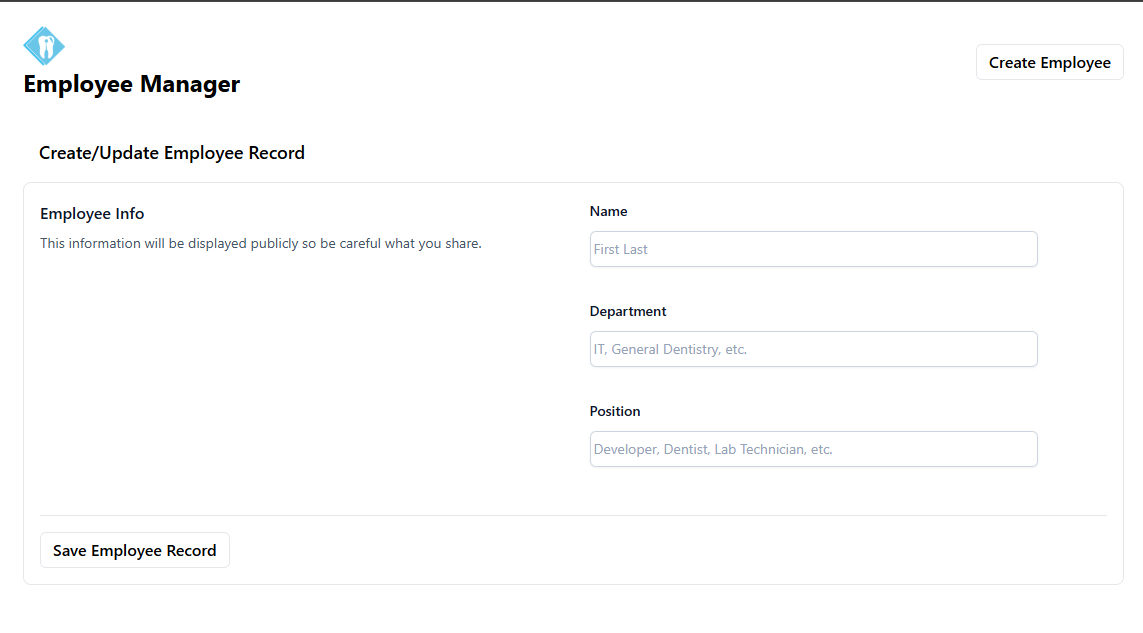 Employee Manager
Create Employee
Create/Update Employee Record
Employee Info
This information will be displayed publicly so be careful what you share.
Name
First Last
Department
IT, General Dentistry, etc.
Position
Developer, Dentist, Lab Technician, etc.
Save Employee Record